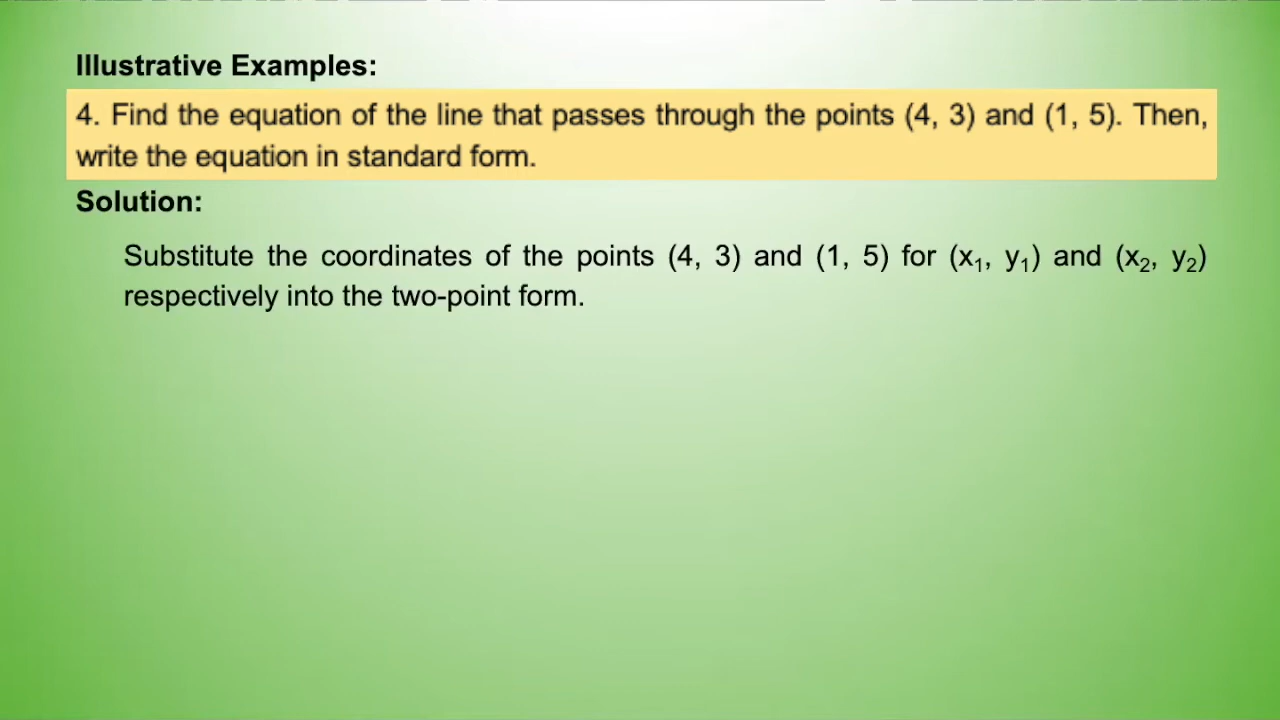 Illustrative Examples:
4. Find the equation of the line that passes through the points (4, 3) and (1, 5). Then,
write the equation in standard form.
Solution:
Substitute the coordinates of the points (4, 3) and (1, 5) for (x₁, y₁) and (x₂, y₂)
respectively into the two-point form.